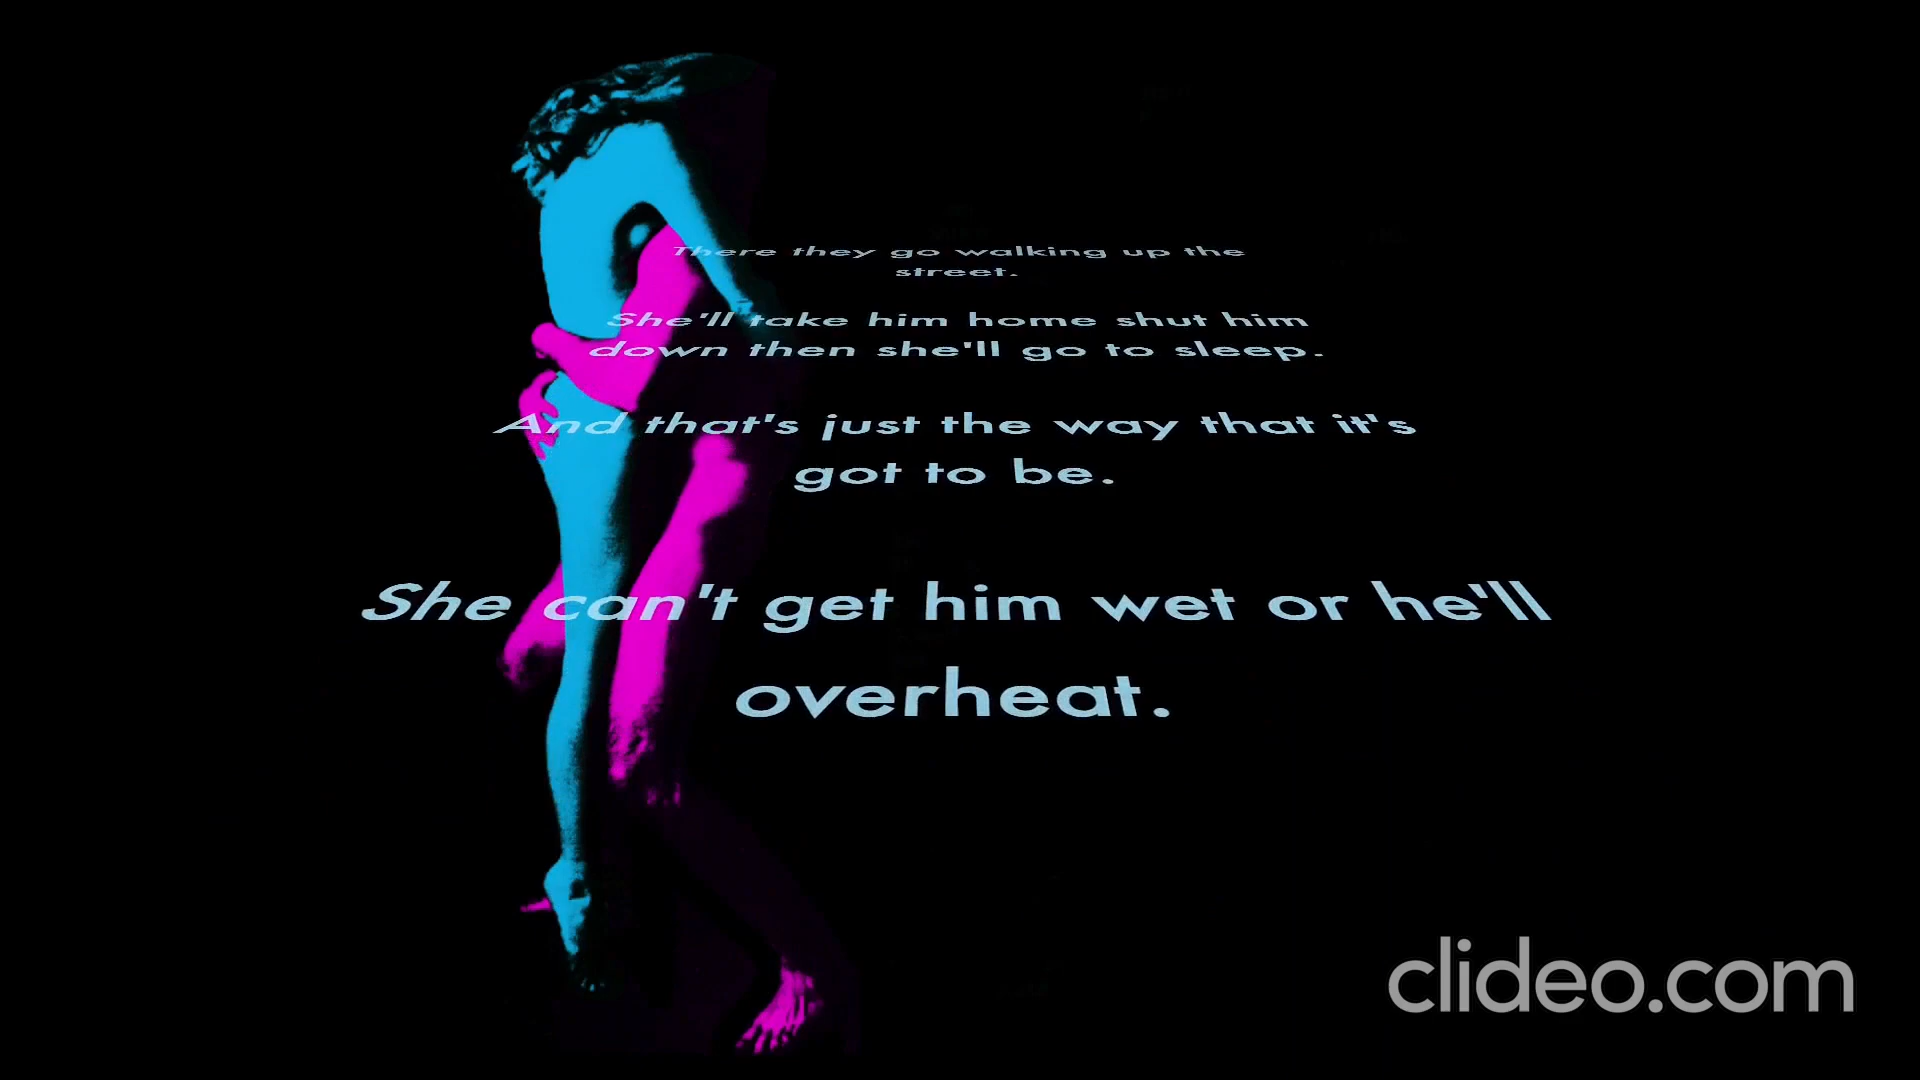 There they go walking up the
street.
She'll take him home shut him
down then she'll go to sleep.
And that's just the way that it's
got to be.
She can't get him wet or he'll
overheat.
clideo.com